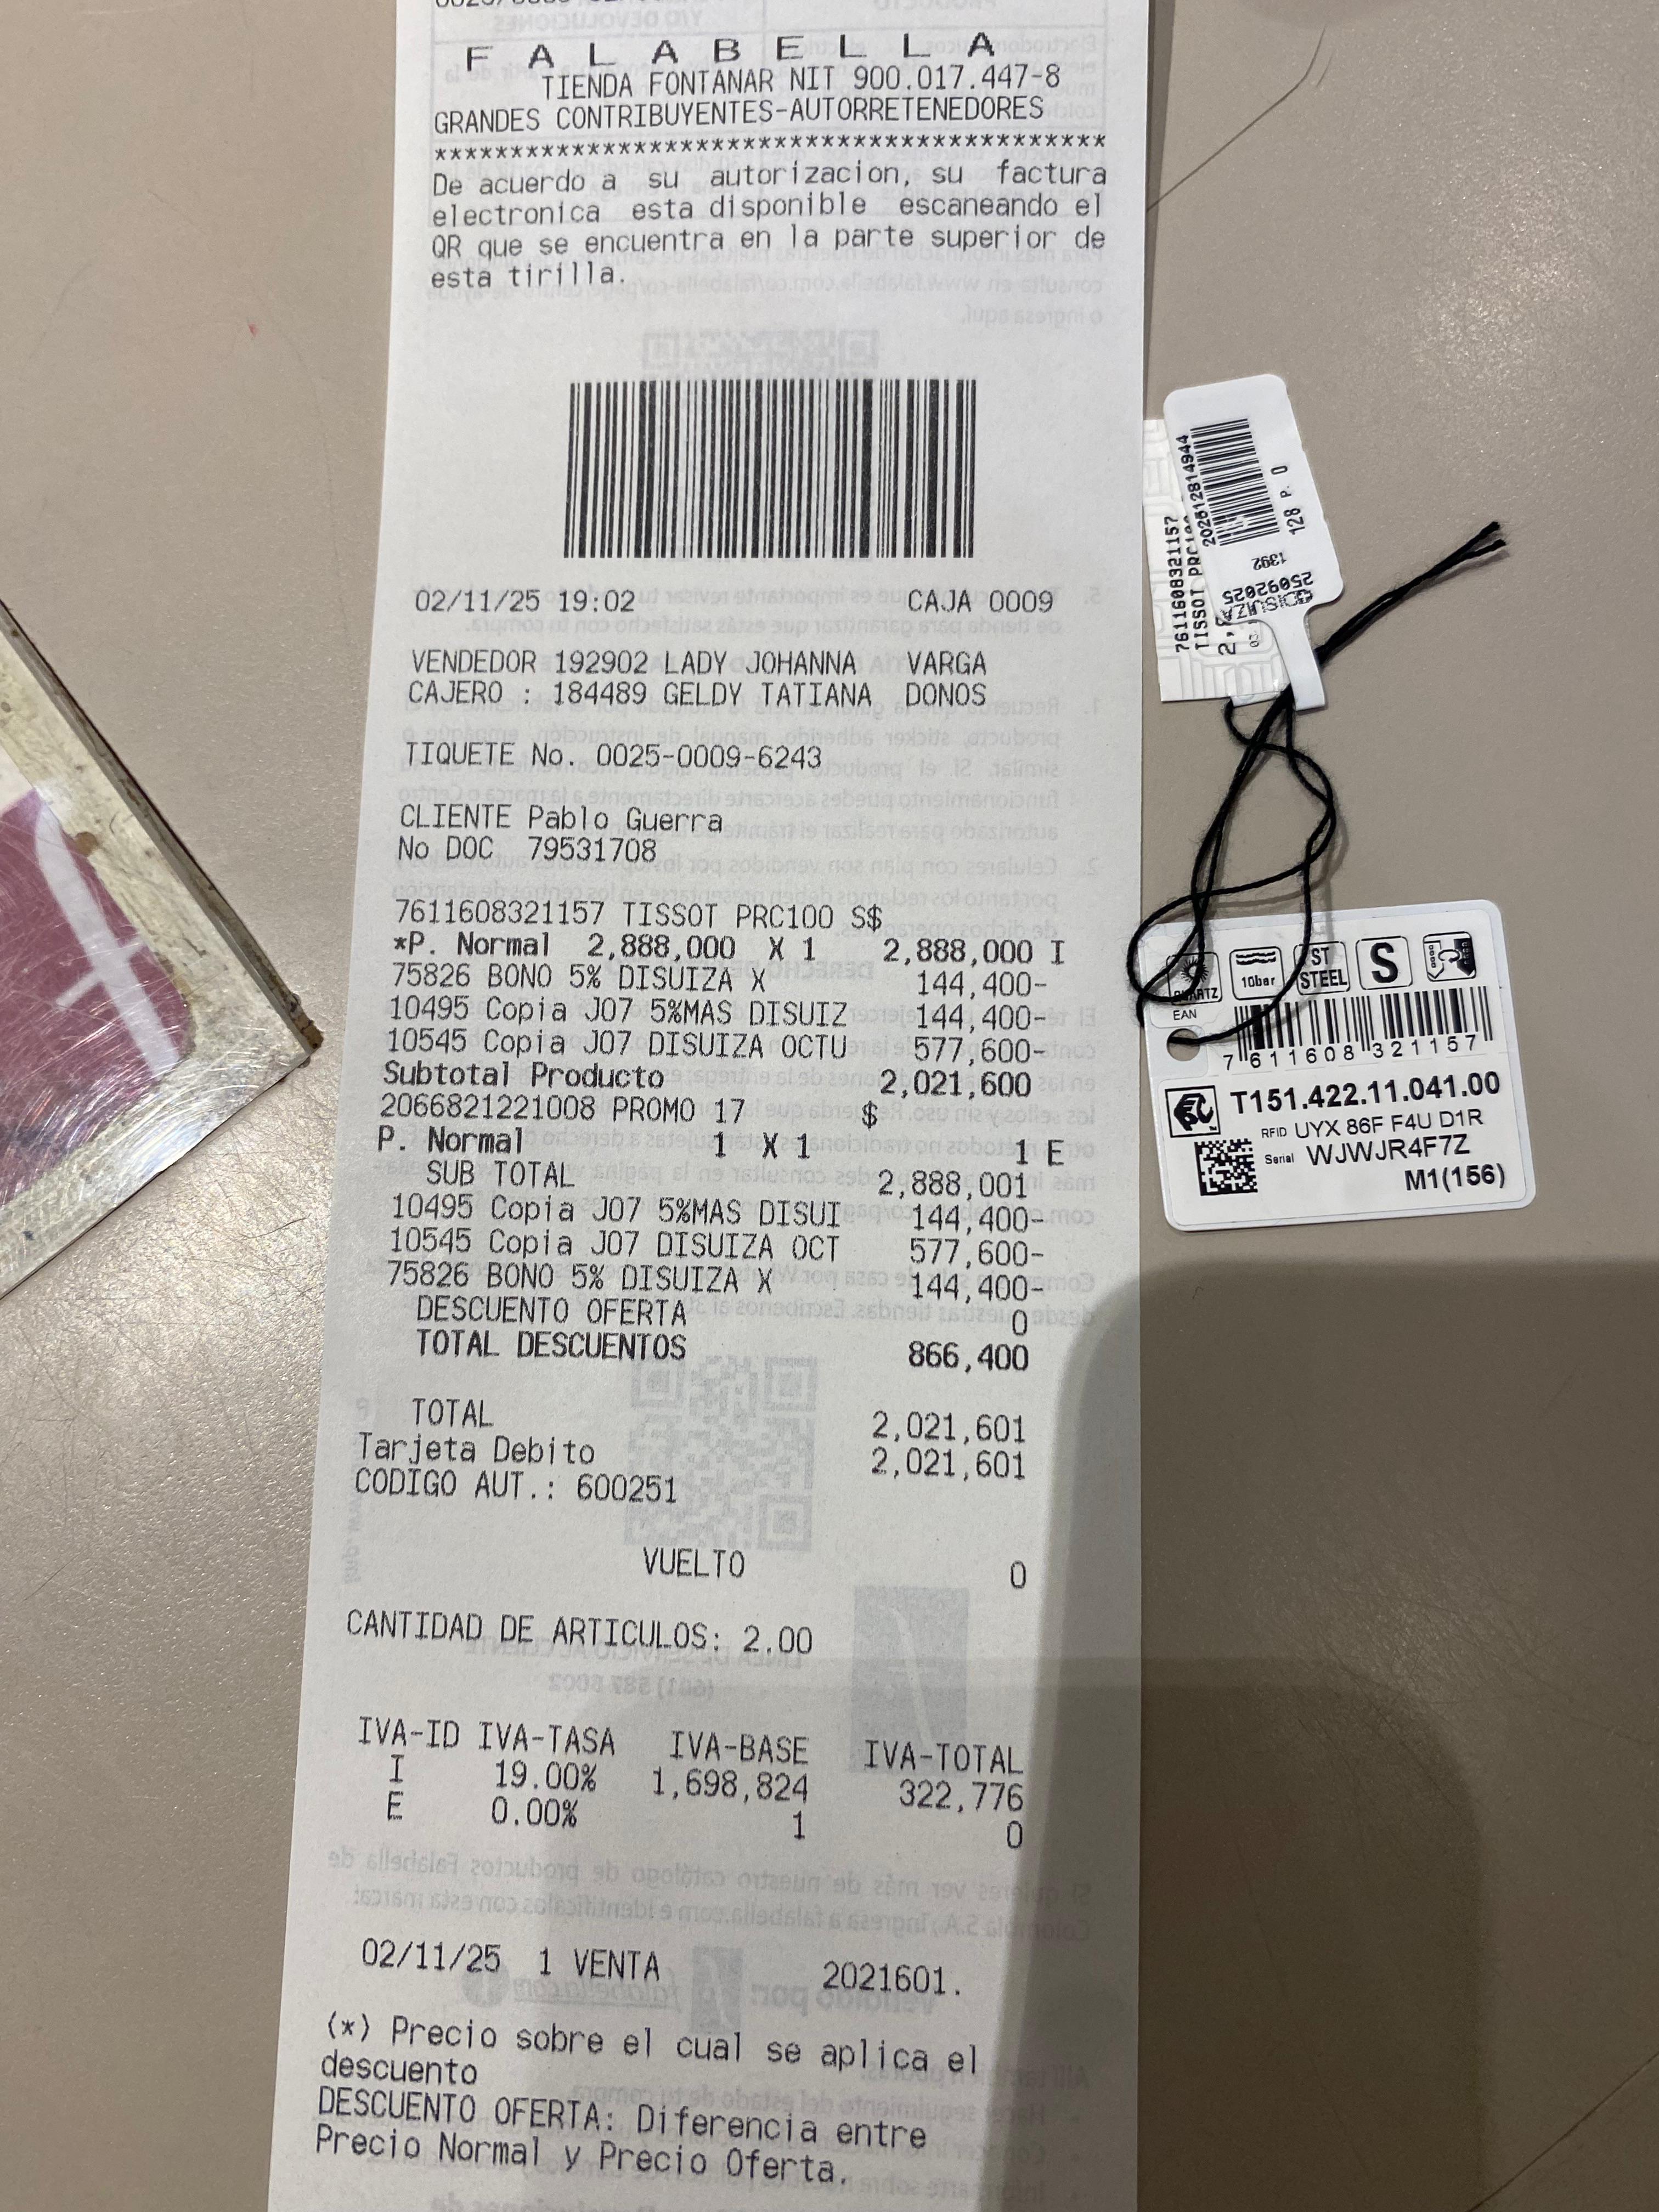 F A L A B E L L A
TIENDA FONTANAR NIT 900.017.447-8
GRANDES CONTRIBUYENTES-AUTORRETENEDORES
********************************************
De acuerdo a su autorizacion, su factura
electronica esta disponible escaneando el
QR que se encuentra en la parte superior de
esta tirilla.
02/11/25 19:02 CAJA 0009
VENDEDOR 192902 LADY JOHANNA VARGA
CAJERO : 184489 GELDY TATIANA DONOS
TIQUETE No. 0025-0009-6243
CLIENTE Pablo Guerra
No DOC 79531708
7611608321157 TISSOT PRC100 S$
*P. Normal 2,888,000 X 1 2,888,000 I
75826 BONO 5% DISUIZA X 144,400-
10495 Copia J07 5%MAS DISUIZ 144,400-
10545 Copia J07 DISUIZA OCTU 577,600-
Subtotal Producto 2,021,600
2066821221008 PROMO 17 $
P. Normal 1 X 1 1 E
SUB TOTAL 2,888,001
10495 Copia J07 5%MAS DISUI 144,400-
10545 Copia J07 DISUIZA OCT 577,600-
75826 BONO 5% DISUIZA X 144,400-
DESCUENTO OFERTA 0
TOTAL DESCUENTOS 866,400
TOTAL 2,021,601
Tarjeta Debito 2,021,601
CODIGO AUT.: 600251
VUELTO 0
CANTIDAD DE ARTICULOS: 2.00
IVA-ID IVA-TASA IVA-BASE IVA-TOTAL
I 19.00% 1,698,824 322,776
E 0.00% 1 0
02/11/25 1 VENTA 2021601.
(*) Precio sobre el cual se aplica el
descuento
DESCUENTO OFERTA: Diferencia entre
Precio Normal y Precio Oferta.
7611608321157
TISSOT
202512814944
128 P. 0
1392
25092025
QUARTZ
10bar
ST
STEEL
S
EAN
7 611608 321157
T151.422.11.041.00
RFID UYX 86F F4U D1R
Serial WJWJR4F7Z
M1(156)